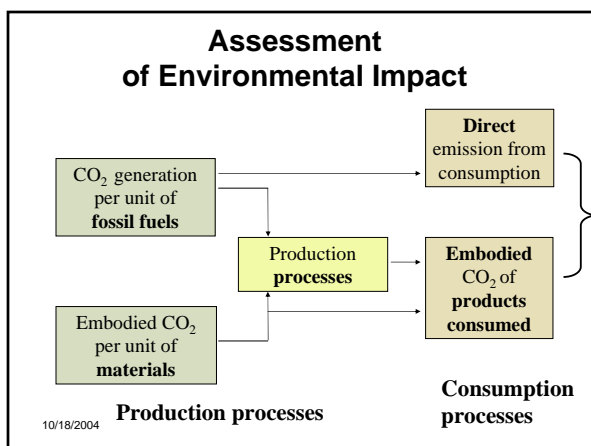 Assessment
of Environmental Impact
CO₂ generation
per unit of
fossil fuels
Direct
emission from
consumption
Production
processes
Embodied
CO₂ of
products
consumed
Embodied CO₂
per unit of
materials
10/18/2004
Production processes
Consumption
processes